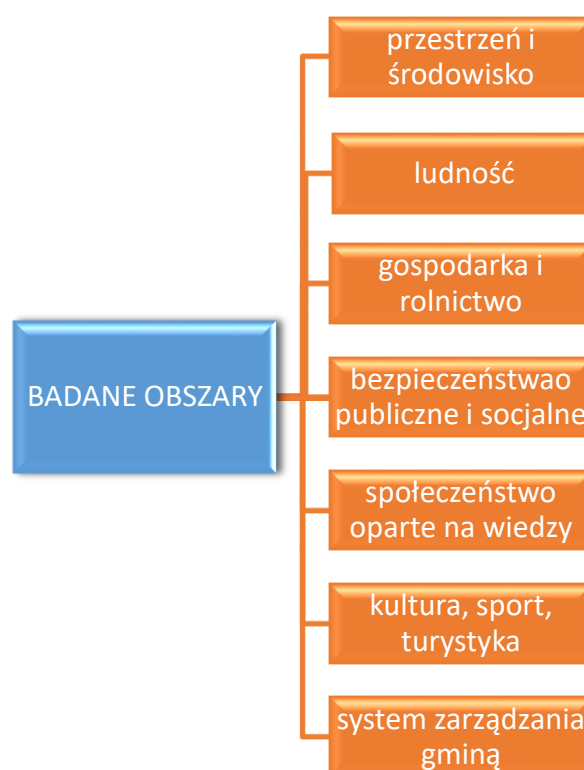 przestrzeń i
środowisko
ludność
gospodarka i
rolnictwo
BADANE OBSZARY
bezpieczeństwao
publiczne i socjalne
społeczeństwo
oparte na wiedzy
kultura, sport,
turystyka
system zarządzania
gminą